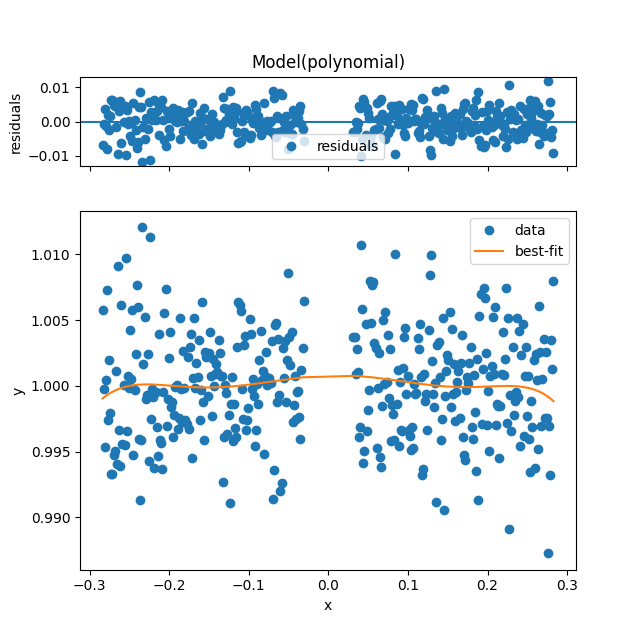 Model(polynomial)
0.01
0.00
−0.01
residuals
residuals
1.010
1.005
1.000
0.995
0.990
y
data
best-fit
−0.3 −0.2 −0.1 0.0 0.1 0.2 0.3
x